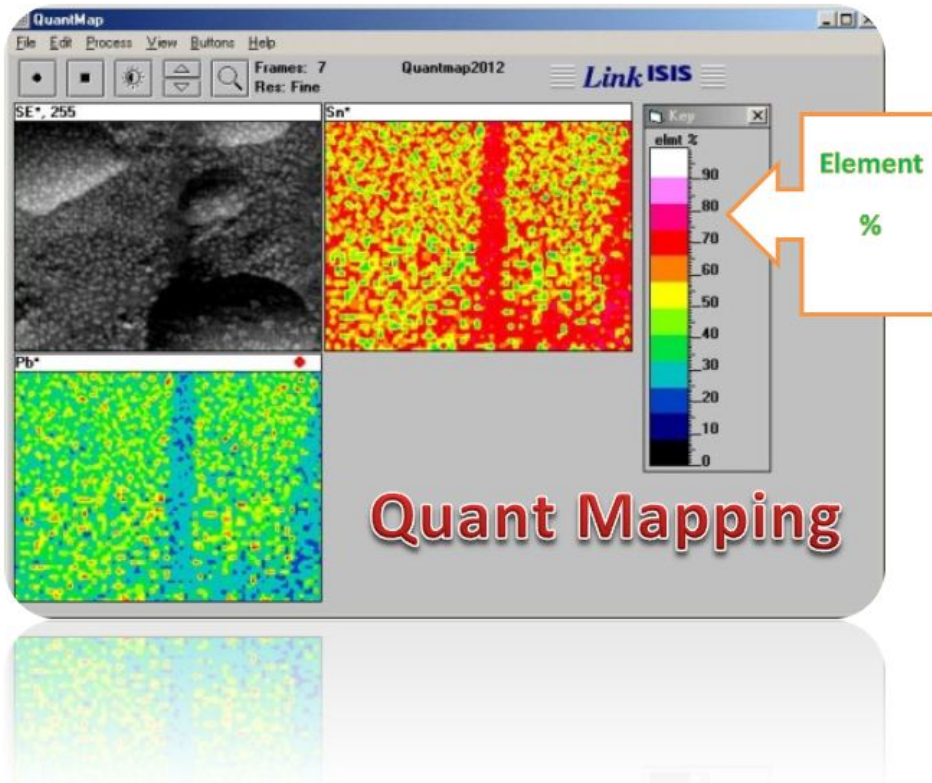 QuantMap
File Edit Process View Buttons Help
Frames: 7
Res: Fine
Quantmap2012
Link ISIS
SE*, 255
Sn*
Key
elmt %
90
80
70
60
50
40
30
20
10
0
Element
%
Pb*
Quant Mapping